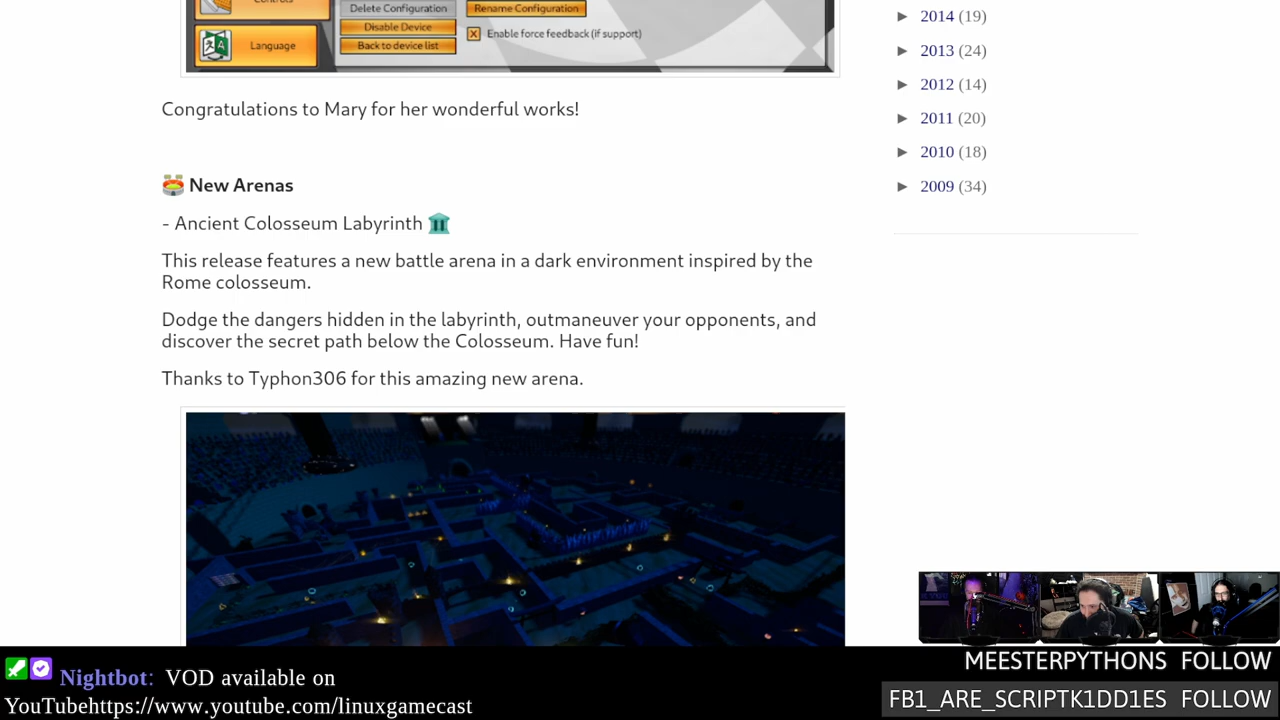 Controls
Delete Configuration
Rename Configuration
Disable Device
Enable force feedback (if support)
Language
Back to device list
Congratulations to Mary for her wonderful works!
New Arenas
- Ancient Colosseum Labyrinth
This release features a new battle arena in a dark environment inspired by the
Rome colosseum.
Dodge the dangers hidden in the labyrinth, outmaneuver your opponents, and
discover the secret path below the Colosseum. Have fun!
Thanks to Typhon306 for this amazing new arena.
► 2014 (19)
► 2013 (24)
► 2012 (14)
► 2011 (20)
► 2010 (18)
► 2009 (34)
Nightbot: VOD available on
YouTubehttps://www.youtube.com/linuxgamecast
MEESTERPYTHONS FOLLOW
FB1_ARE_SCRIPTK1DD1ES FOLLOW